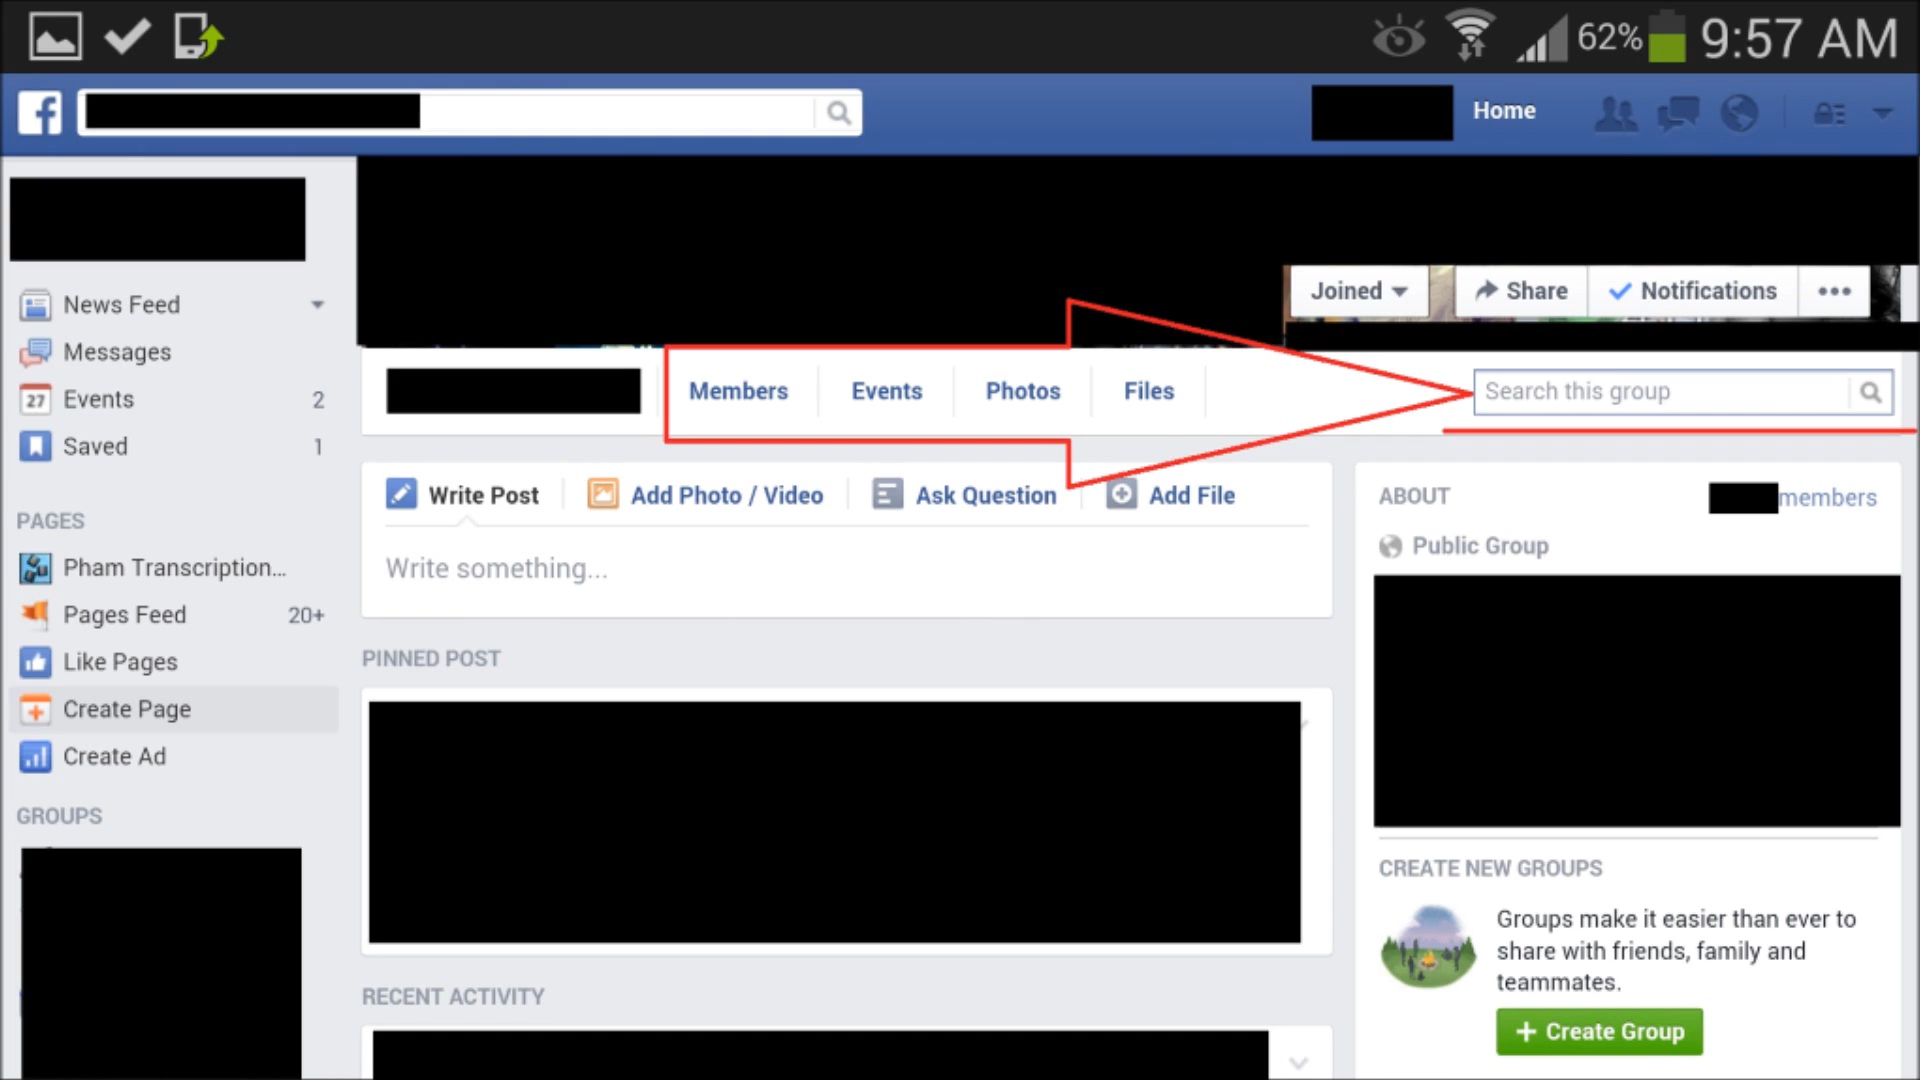 62% 9:57 AM
Home
Joined Share Notifications
News Feed
Messages
27 Events 2
Saved 1
Members Events Photos Files Search this group
Write Post Add Photo / Video Ask Question Add File
Write something...
ABOUT members
Public Group
PAGES
Pham Transcription...
Pages Feed 20+
Like Pages
Create Page
Create Ad
GROUPS
PINNED POST
RECENT ACTIVITY
CREATE NEW GROUPS
Groups make it easier than ever to
share with friends, family and
teammates.
+ Create Group